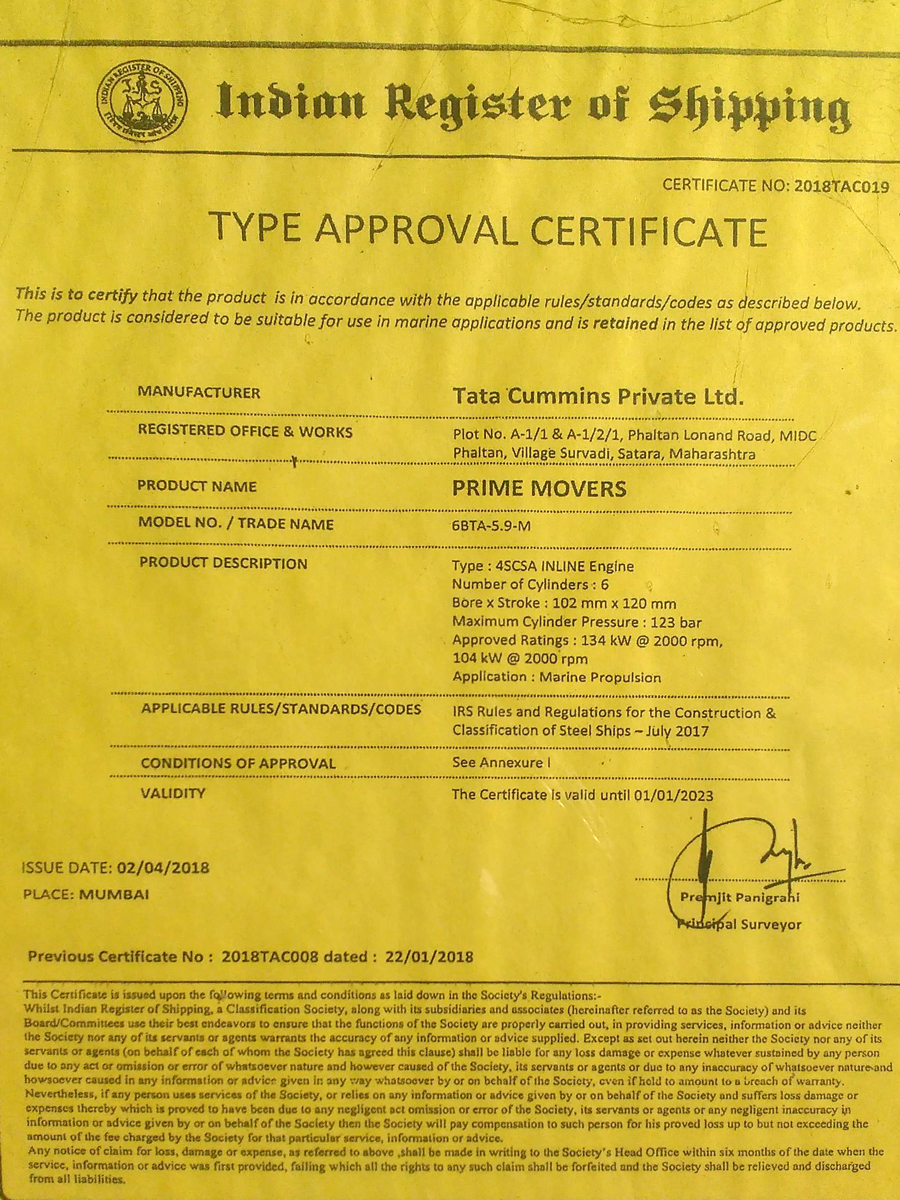 INDIAN REGISTER OF SHIPPING
Indian Register of Shipping
CERTIFICATE NO: 2018TAC019
TYPE APPROVAL CERTIFICATE
This is to certify that the product is in accordance with the applicable rules/standards/codes as described below.
The product is considered to be suitable for use in marine applications and is retained in the list of approved products.
MANUFACTURER Tata Cummins Private Ltd.
REGISTERED OFFICE & WORKS Plot No. A-1/1 & A-1/2/1, Phaltan Lonand Road, MIDC
Phaltan, Village Survadi, Satara, Maharashtra
PRODUCT NAME PRIME MOVERS
MODEL NO. / TRADE NAME 6BTA-5.9-M
PRODUCT DESCRIPTION Type : 4SCSA INLINE Engine
Number of Cylinders : 6
Bore x Stroke : 102 mm x 120 mm
Maximum Cylinder Pressure : 123 bar
Approved Ratings : 134 kW @ 2000 rpm,
104 kW @ 2000 rpm
Application : Marine Propulsion
APPLICABLE RULES/STANDARDS/CODES IRS Rules and Regulations for the Construction &
Classification of Steel Ships – July 2017
CONDITIONS OF APPROVAL See Annexure I
VALIDITY The Certificate is valid until 01/01/2023
ISSUE DATE: 02/04/2018
PLACE: MUMBAI
Premjit Panigrahi
Principal Surveyor
Previous Certificate No : 2018TAC008 dated : 22/01/2018
This Certificate is issued upon the following terms and conditions as laid down in the Society's Regulations:-
Whilst Indian Register of Shipping, a Classification Society, along with its subsidiaries and associates (hereinafter referred to as the Society) and its
Board/Committees use their best endeavors to ensure that the functions of the Society are properly carried out, in providing services, information or advice neither
the Society nor any of its servants or agents warrants the accuracy of any information or advice supplied. Except as set out herein neither the Society nor any of its
servants or agents (on behalf of each of whom the Society has agreed this clause) shall be liable for any loss damage or expense whatever sustained by any person
due to any act or omission or error of whatsoever nature and however caused of the Society, its servants or agents or due to any inaccuracy of whatsoever nature and
howsoever caused in any information or advice given in any way whatsoever by or on behalf of the Society, even if held to amount to a breach of warranty.
Nevertheless, if any person uses services of the Society, or relies on any information or advice given by or on behalf of the Society and suffers loss damage or
expenses thereby which is proved to have been due to any negligent act omission or error of the Society, its servants or agents or any negligent inaccuracy in
information or advice given by or on behalf of the Society then the Society will pay compensation to such person for his proved loss up to but not exceeding the
amount of the fee charged by the Society for that particular service, information or advice.
Any notice of claim for loss, damage or expense, as referred to above ,shall be made in writing to the Society's Head Office within six months of the date when the
service, information or advice was first provided, failing which all the rights to any such claim shall be forfeited and the Society shall be relieved and discharged
from all liabilities.